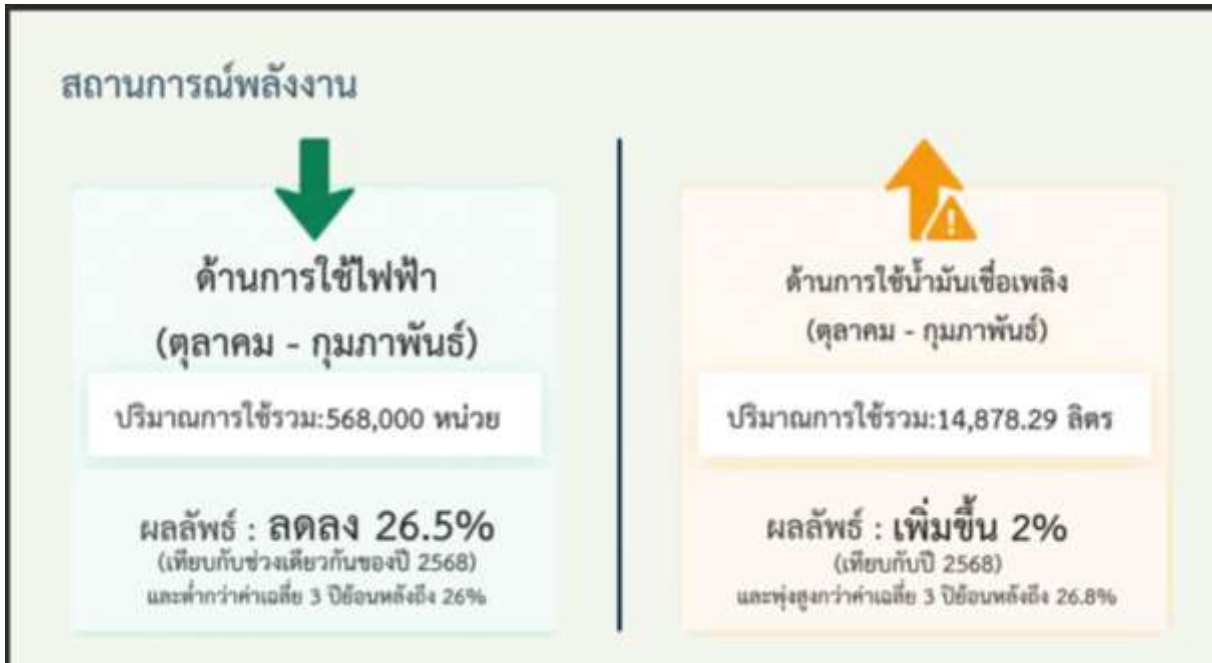 สถานการณ์พลังงาน
ด้านการใช้ไฟฟ้า
(ตุลาคม - กุมภาพันธ์)
ปริมาณการใช้รวม:568,000 หน่วย
ผลลัพธ์ : ลดลง 26.5%
(เทียบกับช่วงเดียวกันของปี 2568)
และต่ำกว่าค่าเฉลี่ย 3 ปีย้อนหลังถึง 26%
ด้านการใช้น้ำมันเชื่อเพลิง
(ตุลาคม - กุมภาพันธ์)
ปริมาณการใช้รวม:14,878.29 ลิตร
ผลลัพธ์ : เพิ่มขึ้น 2%
(เทียบกับปี 2568)
และพุ่งสูงกว่าค่าเฉลี่ย 3 ปีย้อนหลังถึง 26.8%